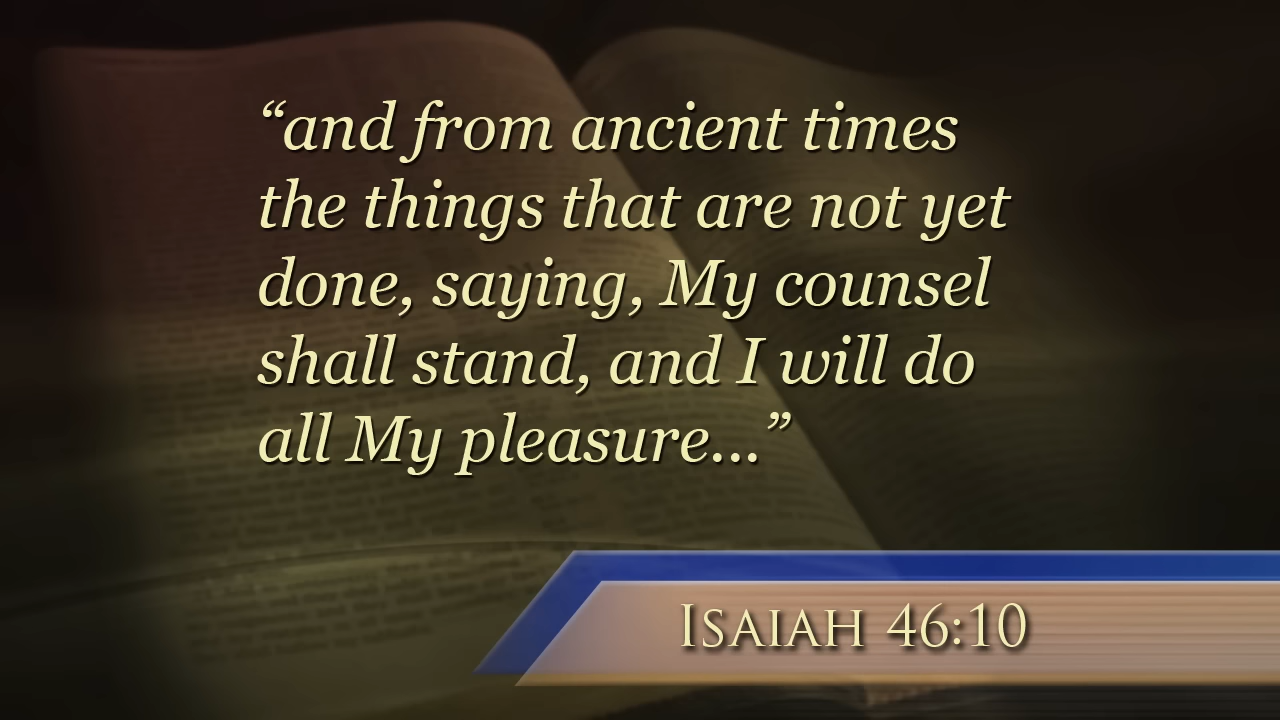 “and from ancient times
the things that are not yet
done, saying, My counsel
shall stand, and I will do
all My pleasure...”
ISAIAH 46:10